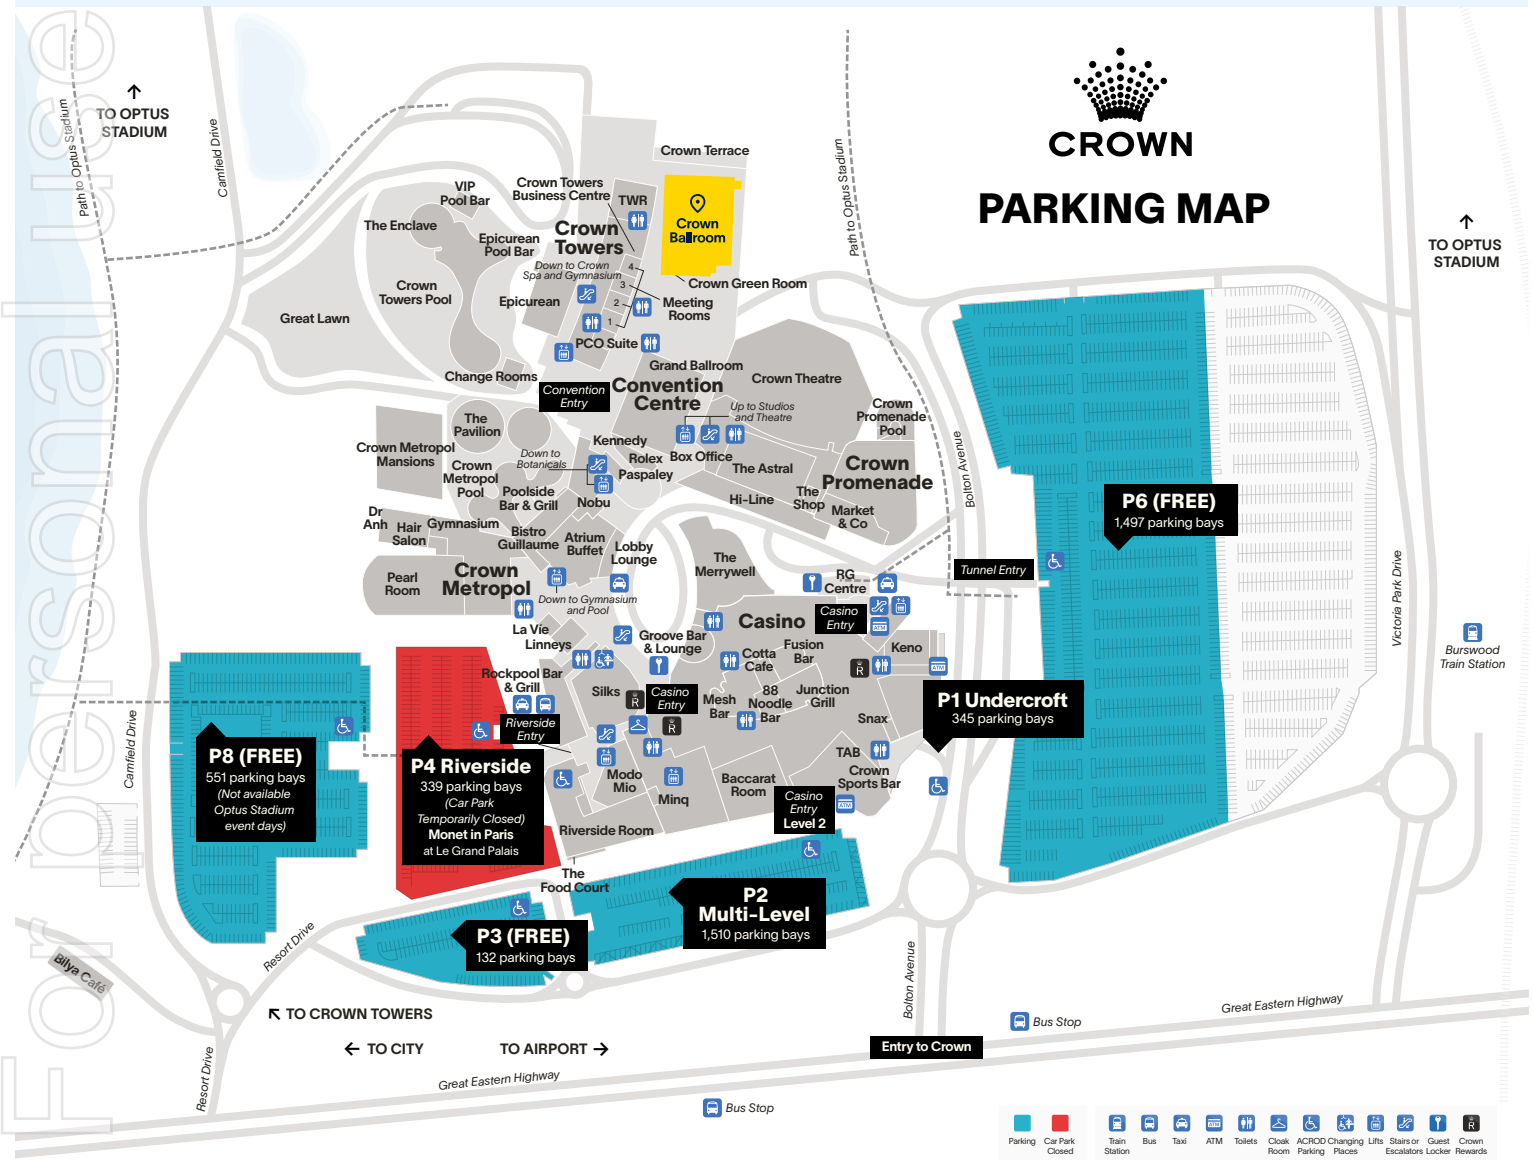 For personal use
CROWN
PARKING MAP
TO OPTUS
STADIUM
Path to Optus Stadium
Camfield Drive
Path to Optus Stadium
TO OPTUS
STADIUM
Crown Terrace
Crown
Ballroom
Crown Green Room
Crown Towers
Business Centre
TWR
VIP
Pool Bar
The Enclave
Epicurean
Pool Bar
Crown
Towers
Down to Crown
Spa and Gymnasium
4
3
2
1
Meeting
Rooms
Crown
Towers Pool
Epicurean
Great Lawn
PCO Suite
Change Rooms
Convention
Entry
Grand Ballroom
Convention
Centre
Crown Theatre
Up to Studios
and Theatre
Crown
Promenade
Pool
The
Pavilion
Crown Metropol
Mansions
Crown
Metropol
Pool
Down to
Botanicals
Kennedy
Rolex
Paspaley
Box Office
The Astral
Crown
Promenade
Hi-Line
The
Shop
Market
& Co
Poolside
Bar & Grill
Nobu
Dr
Anh
Hair
Salon
Gymnasium
Bistro
Guillaume
Atrium
Buffet
Lobby
Lounge
The
Merrywell
Pearl
Room
Crown
Metropol
Down to Gymnasium
and Pool
RG
Centre
Casino
Casino
Entry
La Vie
Linneys
Groove Bar
& Lounge
Cotta
Cafe
Fusion
Bar
Keno
ATM
ATM
R
Rockpool Bar
& Grill
Silks
R
Casino
Entry
R
Mesh
Bar
88
Noodle
Bar
Junction
Grill
Snax
Riverside
Entry
TAB
Crown
Sports Bar
Modo
Mio
Minq
Baccarat
Room
Casino
Entry
Level 2
ATM
Riverside Room
The
Food Court
Bolton Avenue
Tunnel Entry
P6 (FREE)
1,497 parking bays
P1 Undercroft
345 parking bays
Victoria Park Drive
Burswood
Train Station
Camfield Drive
P8 (FREE)
551 parking bays
(Not available
Optus Stadium
event days)
P4 Riverside
339 parking bays
(Car Park
Temporarily Closed)
Monet in Paris
at Le Grand Palais
P2
Multi-Level
1,510 parking bays
P3 (FREE)
132 parking bays
Resort Drive
Bilya Café
Bolton Avenue
Great Eastern Highway
TO CROWN TOWERS
TO CITY
TO AIRPORT
Entry to Crown
Bus Stop
Resort Drive
Great Eastern Highway
Bus Stop
Parking
Car Park
Closed
Train
Station
Bus
Taxi
ATM
ATM
Toilets
Cloak
Room
ACROD
Parking
Changing
Places
Lifts
Stairs or
Escalators
Guest
Locker
R
Crown
Rewards